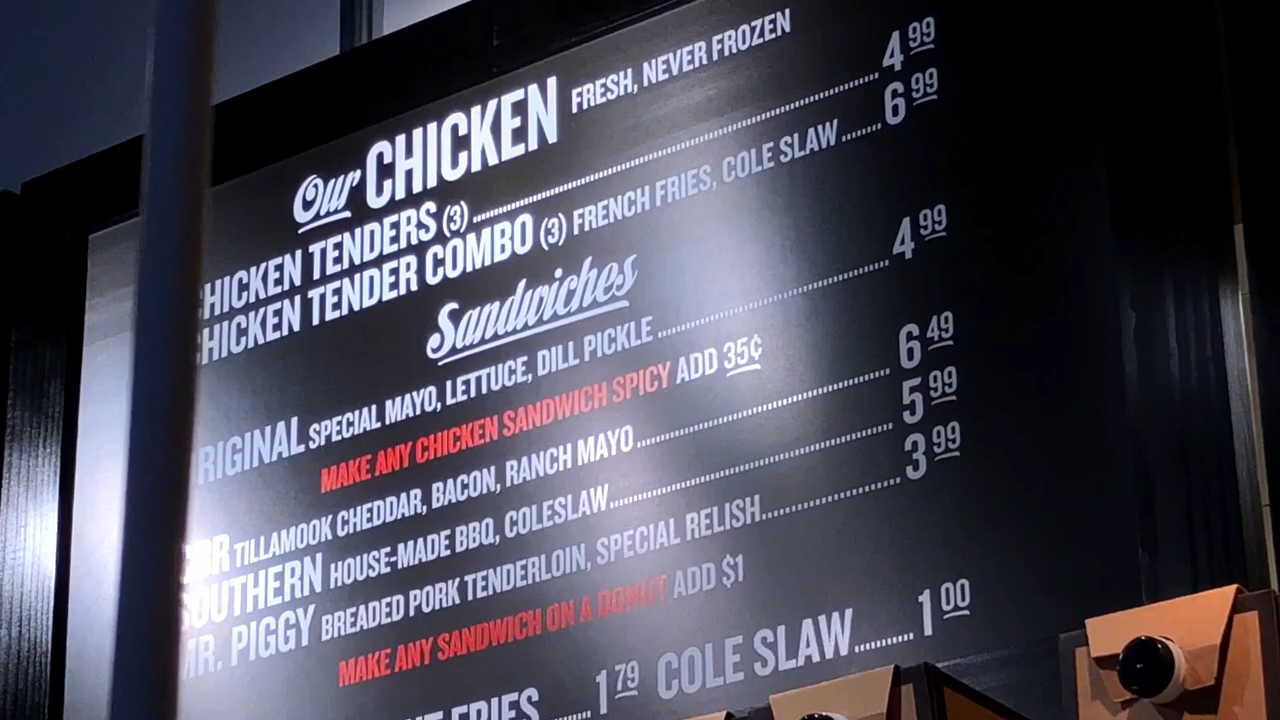 Our CHICKEN FRESH, NEVER FROZEN
HICKEN TENDERS (3) 4.99
HICKEN TENDER COMBO (3) FRENCH FRIES, COLE SLAW 6.99
Sandwiches
RIGINAL SPECIAL MAYO, LETTUCE, DILL PICKLE 4.99
MAKE ANY CHICKEN SANDWICH SPICY ADD 35¢
BR TILLAMOOK CHEDDAR, BACON, RANCH MAYO 6.49
SOUTHERN HOUSE-MADE BBQ, COLESLAW 5.99
MR. PIGGY BREADED PORK TENDERLOIN, SPECIAL RELISH 3.99
MAKE ANY SANDWICH ON A DONUT ADD $1
FRIES 1.79 COLE SLAW 1.00